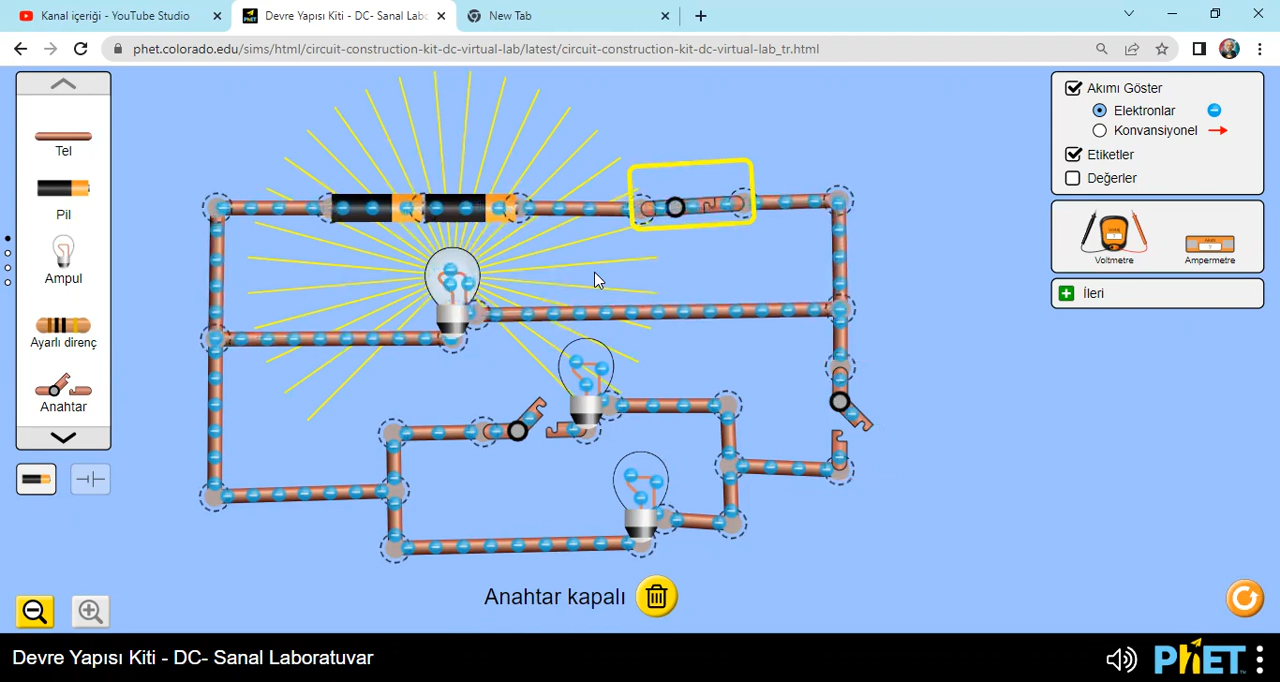 Kanal içeriği - YouTube Studio
Devre Yapısı Kiti - DC- Sanal Labo
New Tab
phet.colorado.edu/sims/html/circuit-construction-kit-dc-virtual-lab/latest/circuit-construction-kit-dc-virtual-lab_tr.html
Tel
Pil
Ampul
Ayarlı direnç
Anahtar
Akımı Göster
Elektronlar
Konvansiyonel
Etiketler
Değerler
Voltmetre
Ampermetre
İleri
Anahtar kapalı
Devre Yapısı Kiti - DC- Sanal Laboratuvar
PhET